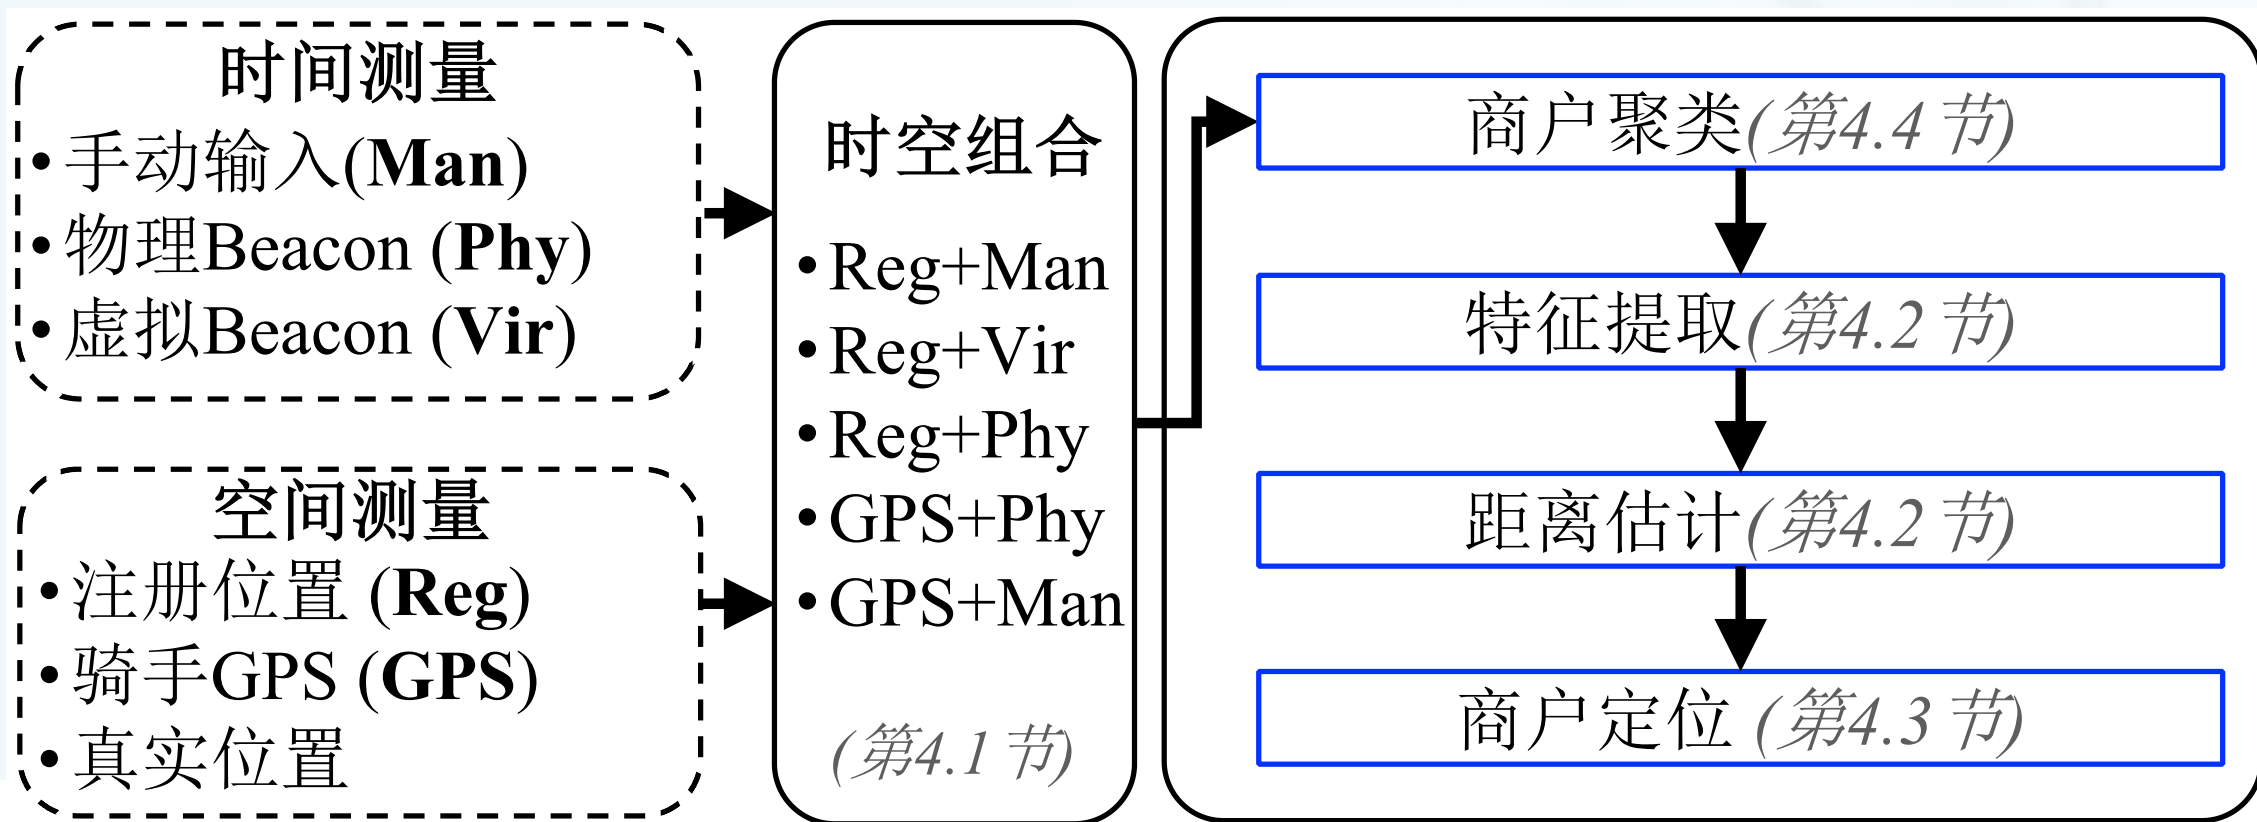 时间测量
•手动输入(Man)
•物理Beacon (Phy)
•虚拟Beacon (Vir)
空间测量
•注册位置 (Reg)
•骑手GPS (GPS)
•真实位置
时空组合
•Reg+Man
•Reg+Vir
•Reg+Phy
•GPS+Phy
•GPS+Man
(第4.1 节)
商户聚类(第4.4 节)
特征提取(第4.2 节)
距离估计(第4.2 节)
商户定位 (第4.3 节)